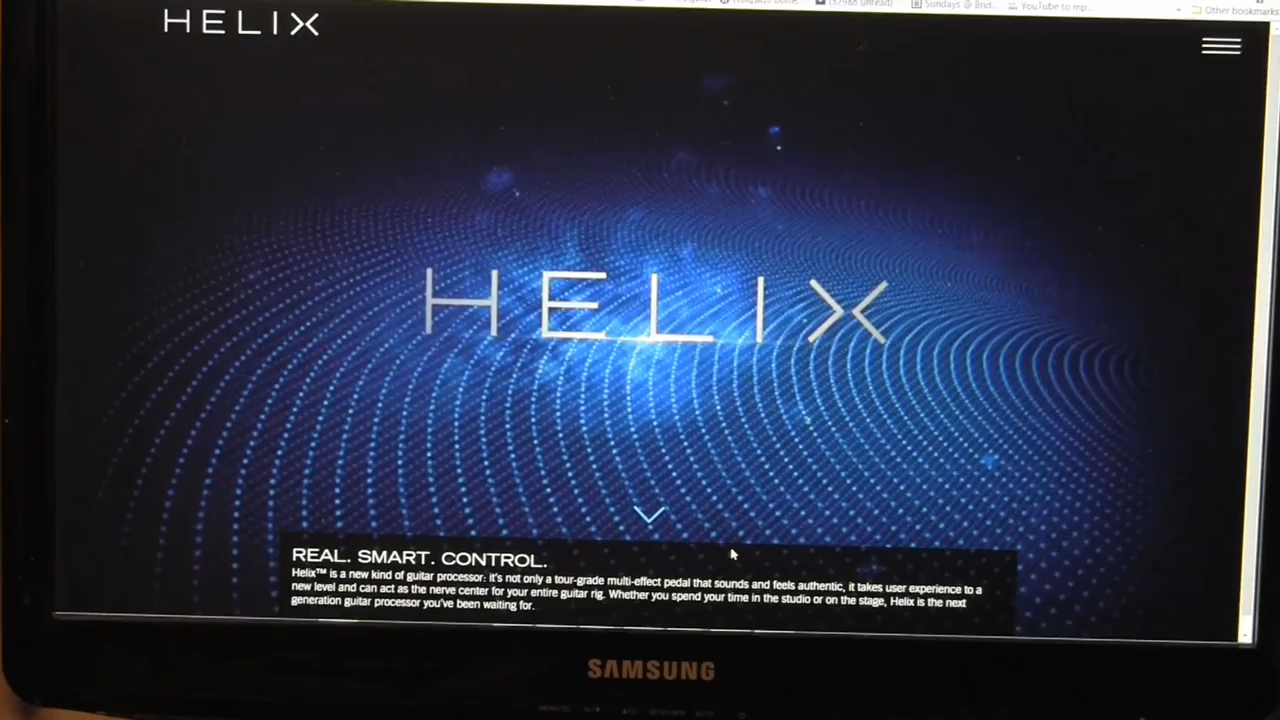 Sundays @ Bnd...
YouTube to mp...
Other bookmarks
HELIX
HELIX
REAL. SMART. CONTROL.
Helix™ is a new kind of guitar processor: it's not only a tour-grade multi-effect pedal that sounds and feels authentic, it takes user experience to a
new level and can act as the nerve center for your entire guitar rig. Whether you spend your time in the studio or on the stage, Helix is the next
generation guitar processor you've been waiting for.
SAMSUNG